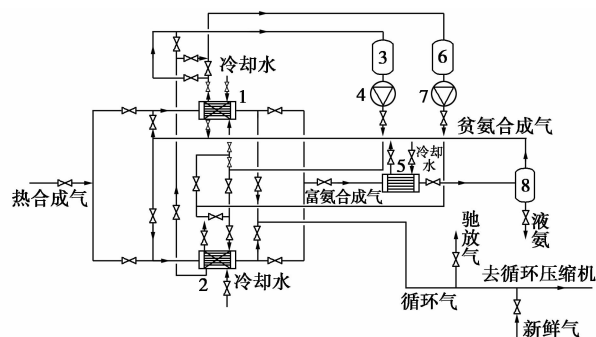 3
6
冷却水
1
4
7
贫氨合成气
冷却
水
5
热合成气
富氨合成气
8
驰
放
气
液
氨
2
冷却水
去循环压缩机
循环气
新鲜气